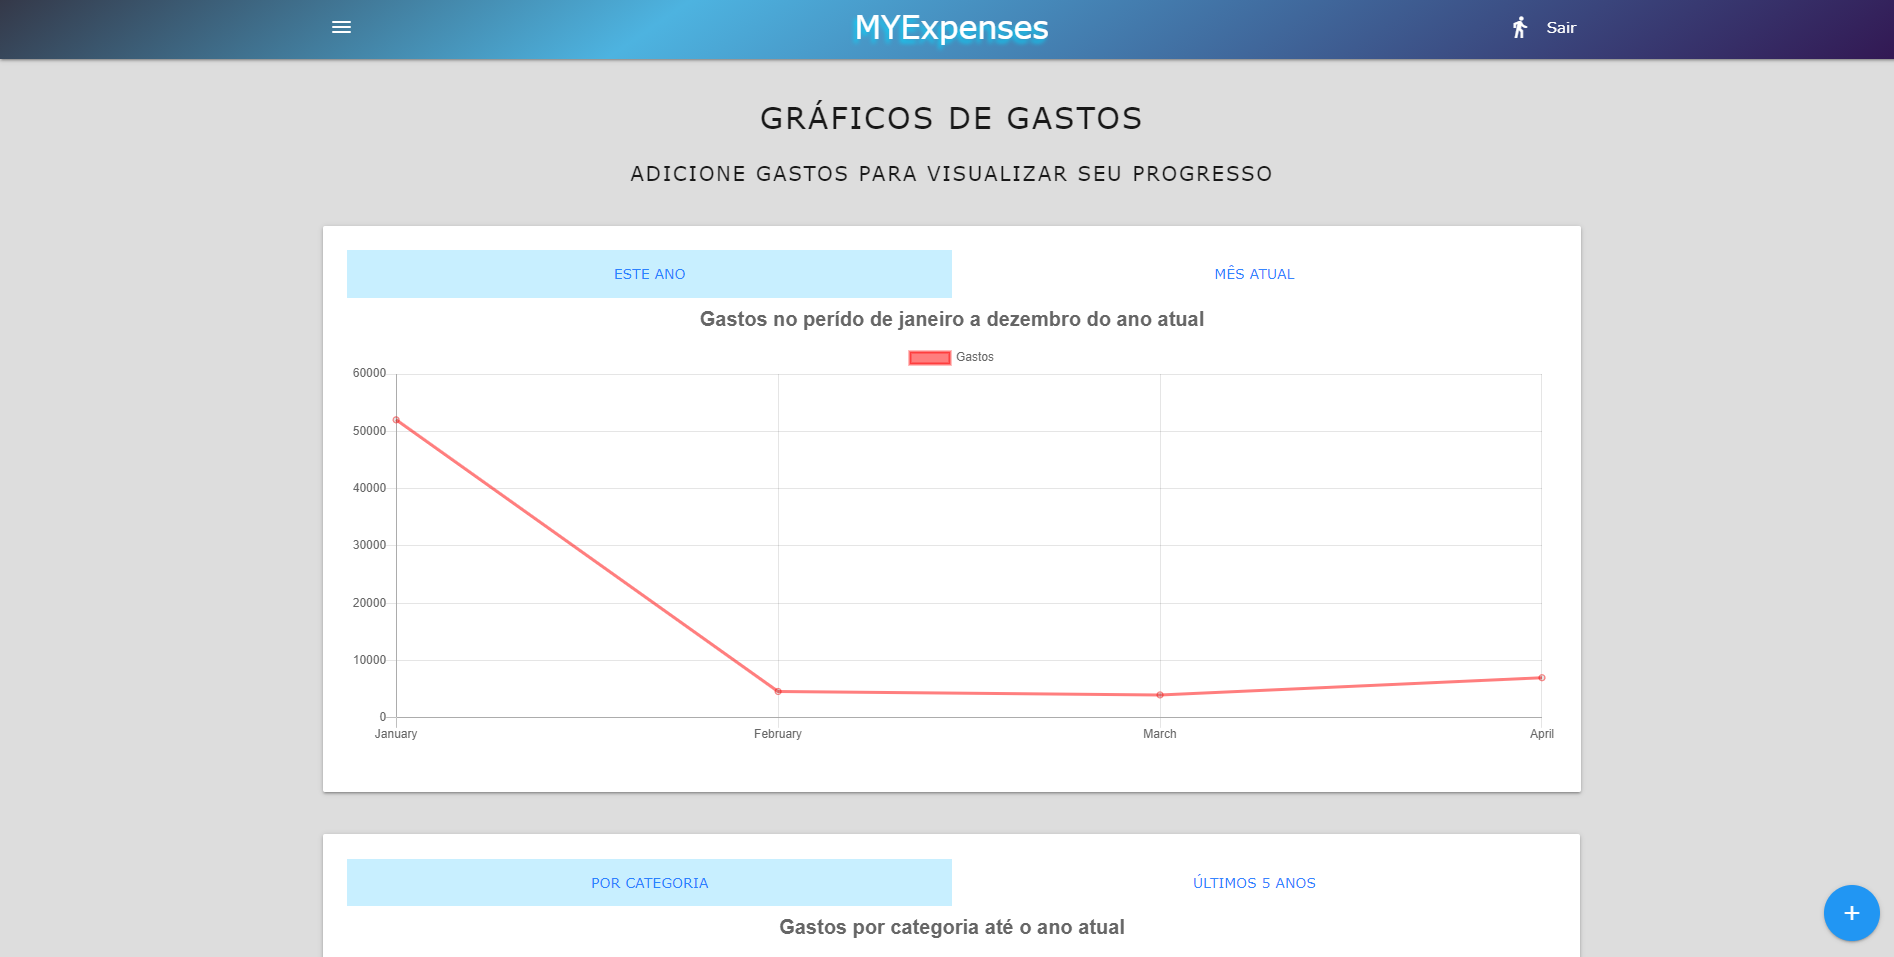 MYExpenses
Sair
GRÁFICOS DE GASTOS
ADICIONE GASTOS PARA VISUALIZAR SEU PROGRESSO
ESTE ANO
MÊS ATUAL
Gastos no perído de janeiro a dezembro do ano atual
Gastos
60000
50000
40000
30000
20000
10000
0
January
February
March
April
POR CATEGORIA
ÚLTIMOS 5 ANOS
Gastos por categoria até o ano atual